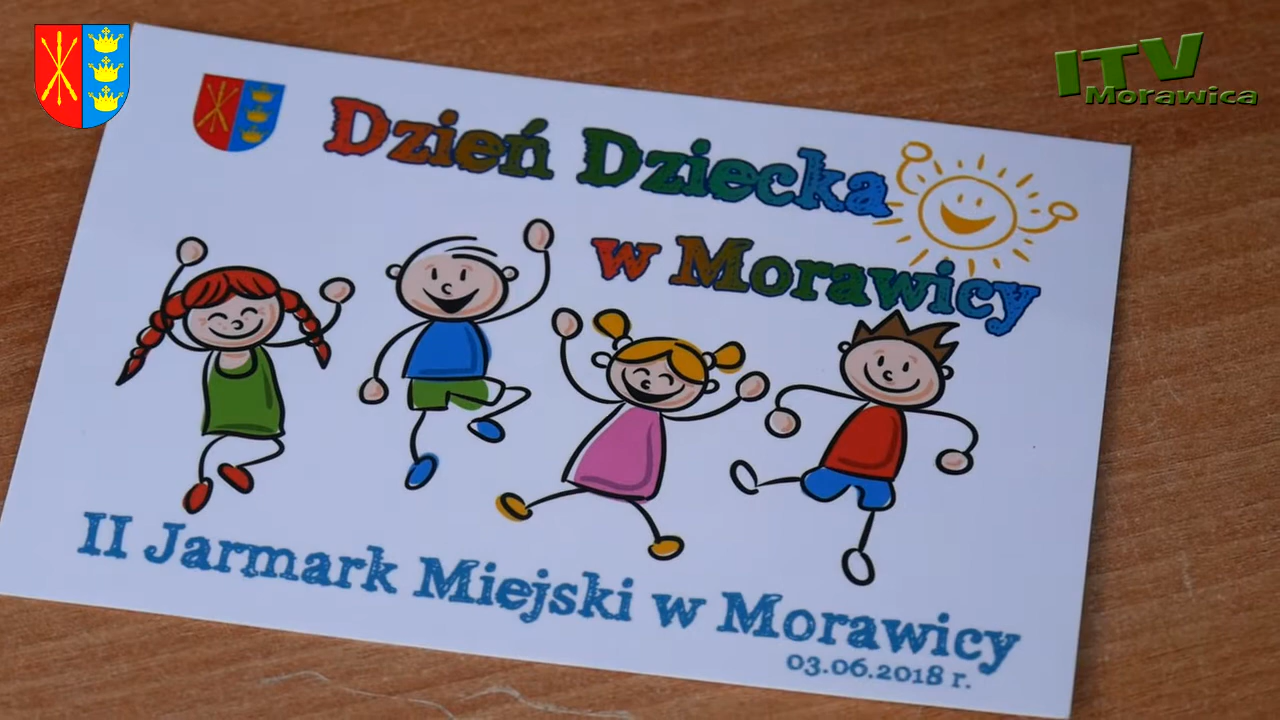 ITV
Morawica
Dzień Dziecka
w Morawicy
II Jarmark Miejski w Morawicy
03.06.2018 r.